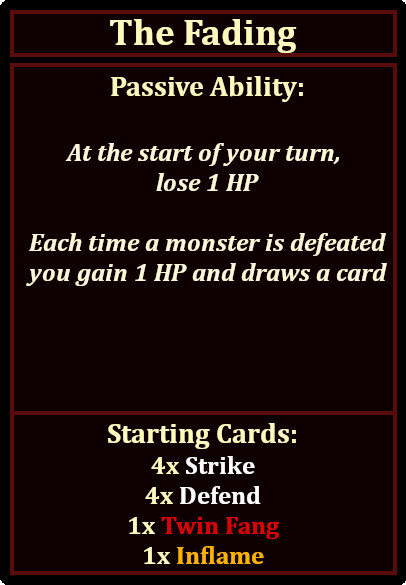 The Fading
Passive Ability:
At the start of your turn,
lose 1 HP
Each time a monster is defeated
you gain 1 HP and draws a card
Starting Cards:
4x Strike
4x Defend
1x Twin Fang
1x Inflame